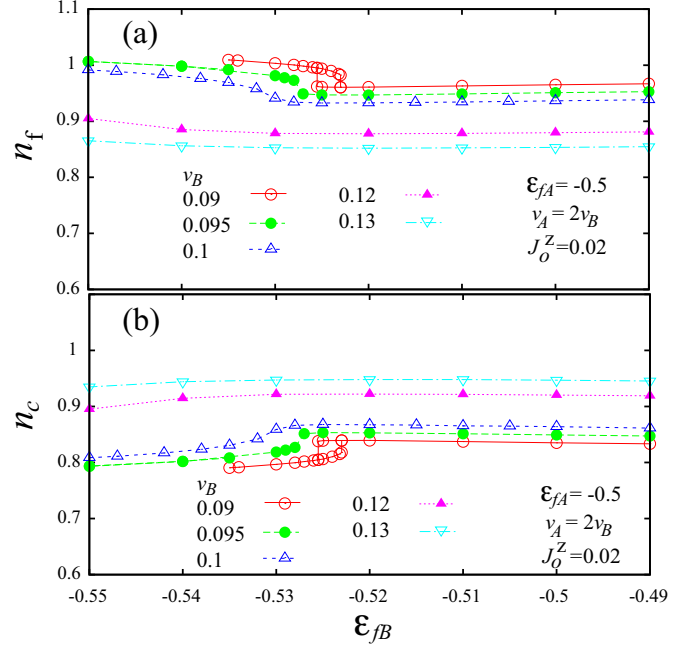 (a)
1.1
1
0.9
0.8
0.7
0.6
n_f
v_B
0.09
0.095
0.1
0.12
0.13
ε_fA = -0.5
v_A = 2v_B
J_o^z=0.02
(b)
1
0.9
0.8
0.7
0.6
n_c
v_B
0.09
0.095
0.1
0.12
0.13
ε_fA = -0.5
v_A = 2v_B
J_o^z=0.02
-0.55 -0.54 -0.53 -0.52 -0.51 -0.5 -0.49
ε_fB